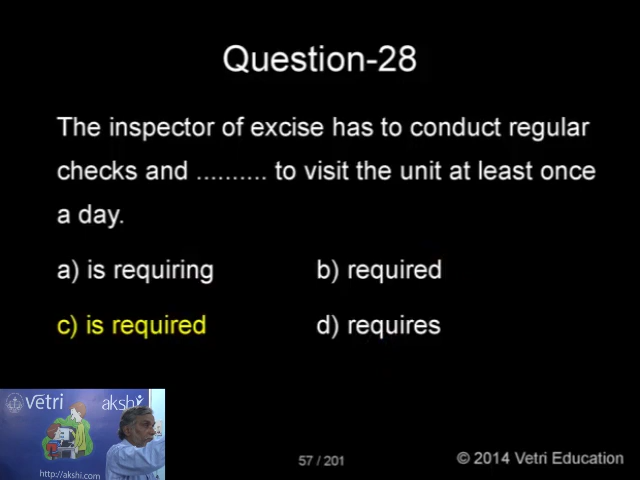 Question-28
The inspector of excise has to conduct regular
checks and .......... to visit the unit at least once
a day.
a) is requiring
b) required
c) is required
d) requires
vētri
akshi
http://akshi.com
57 / 201
© 2014 Vetri Education